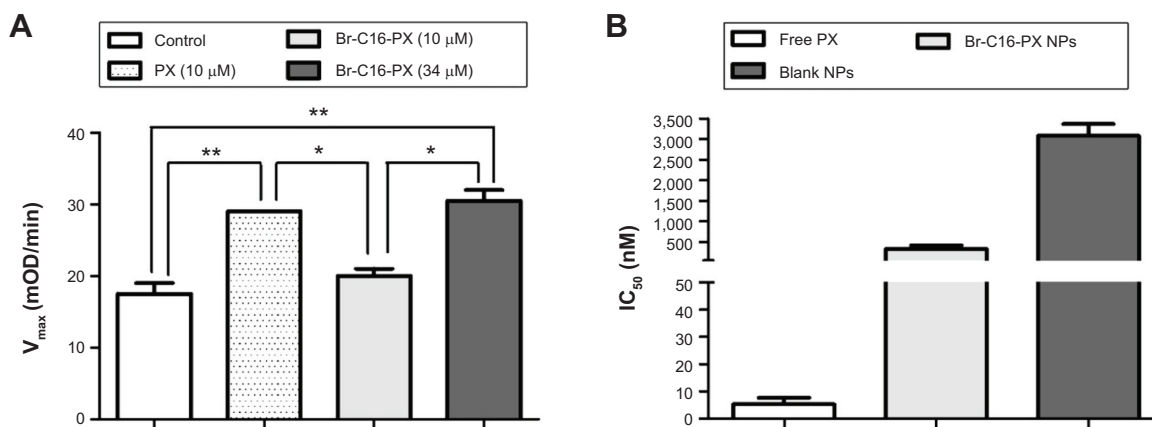 A
Control
Br-C16-PX (10 μM)
PX (10 μM)
Br-C16-PX (34 μM)
**
**
*
*
40
30
20
10
0
Vmax (mOD/min)
B
Free PX
Br-C16-PX NPs
Blank NPs
3,500
3,000
2,500
2,000
1,500
1,000
500
50
40
30
20
10
0
IC50 (nM)